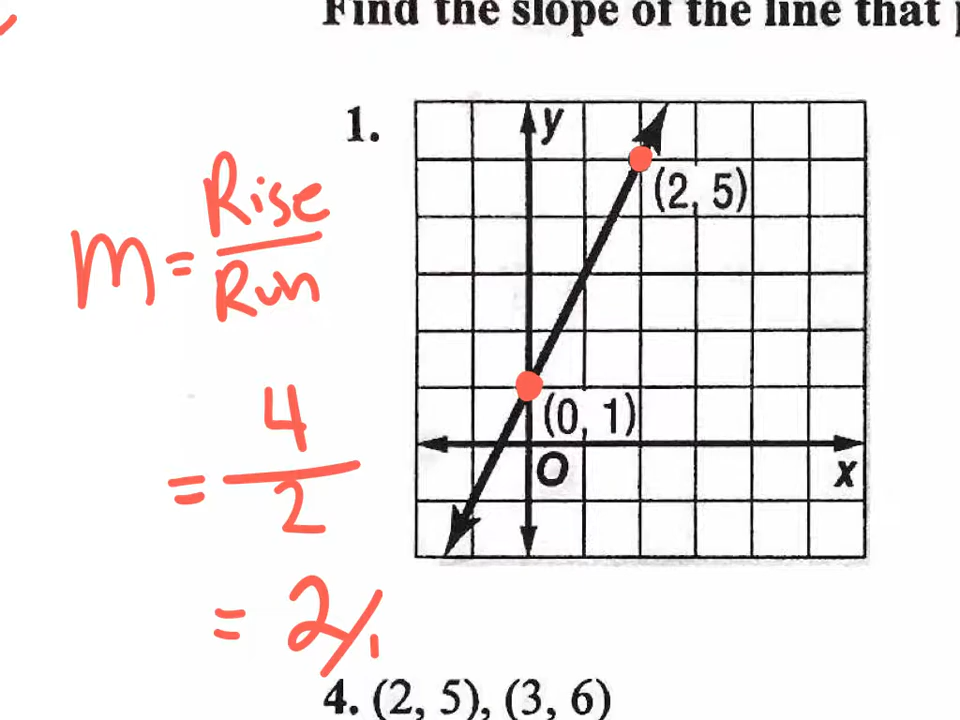 Find the slope of the line that
1.
y
(2, 5)
m = Rise
Run
(0, 1)
= 4
2
O
x
= 2/1
4. (2, 5), (3, 6)